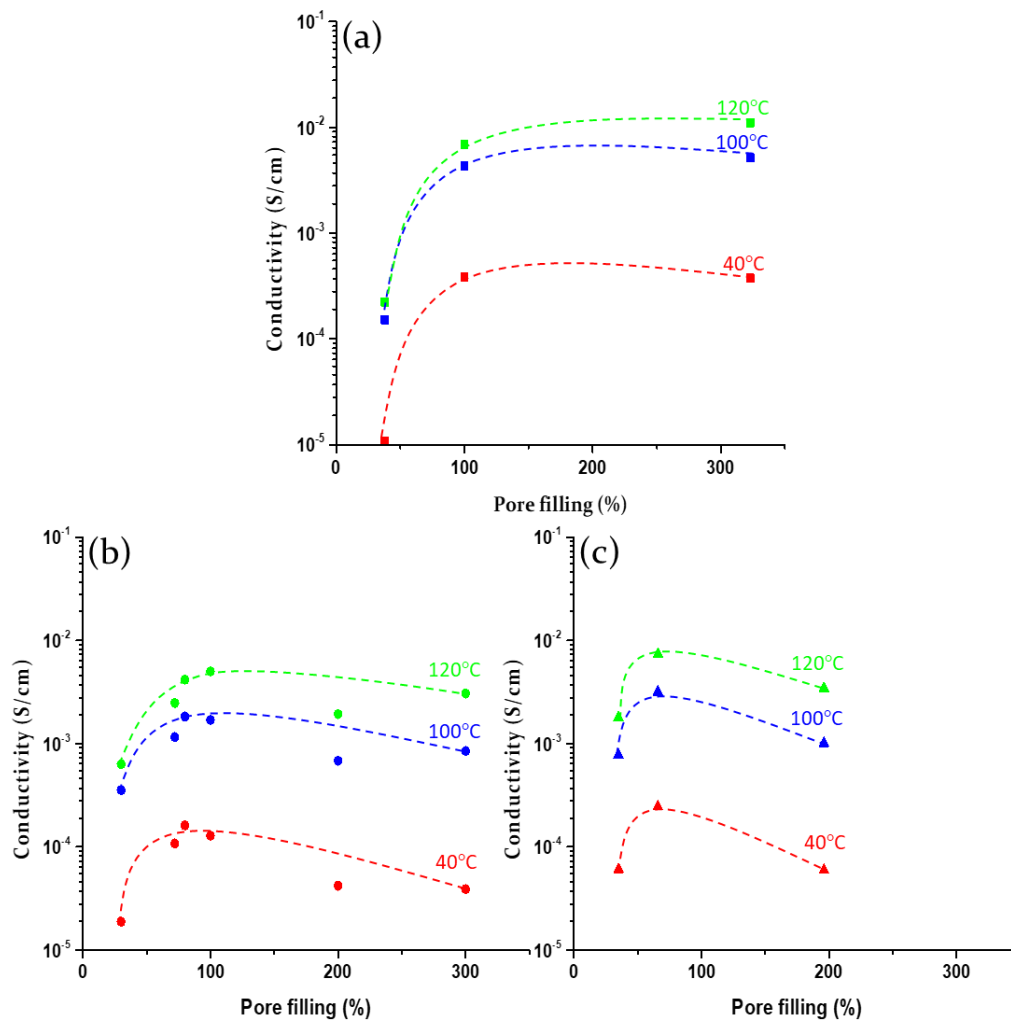 (a)
10-1
10-2
10-3
10-4
10-5
Conductivity (S/cm)
120°C
100°C
40°C
0 100 200 300
Pore filling (%)
(b)
10-1
10-2
10-3
10-4
10-5
Conductivity (S/cm)
120°C
100°C
40°C
0 100 200 300
Pore filling (%)
(c)
10-1
10-2
10-3
10-4
10-5
Conductivity (S/cm)
120°C
100°C
40°C
0 100 200 300
Pore filling (%)